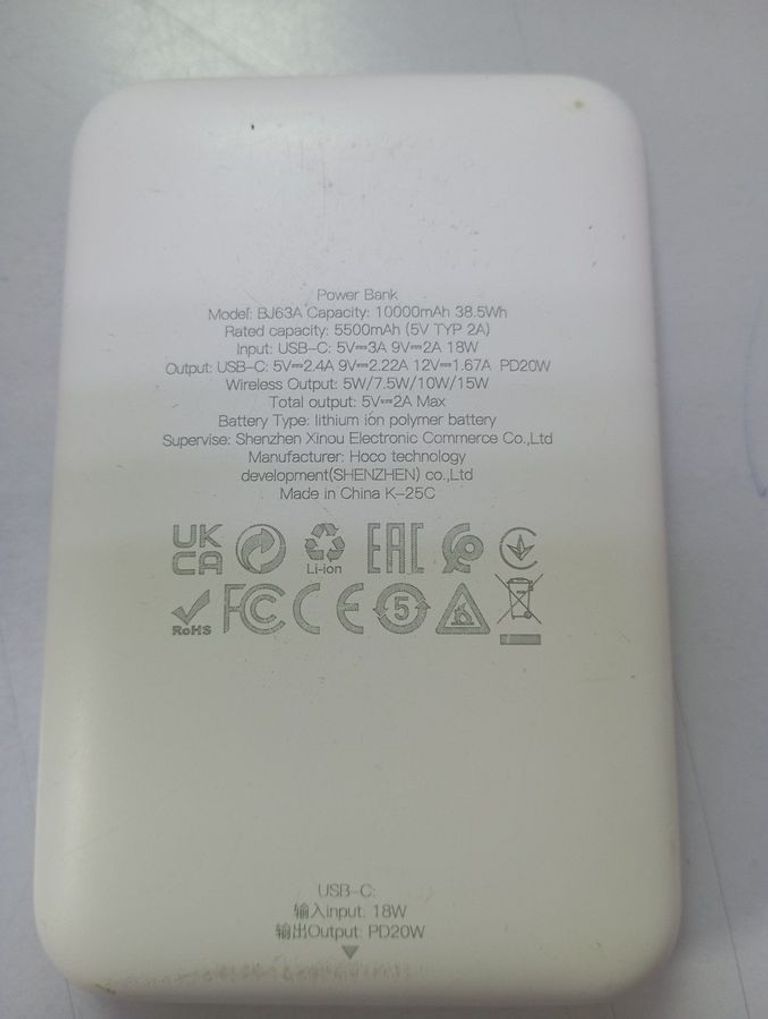 Power Bank
Model: BJ63A Capacity: 10000mAh 38.5Wh
Rated capacity: 5500mAh (5V TYP 2A)
Input: USB-C: 5V⎓3A 9V⎓2A 18W
Output: USB-C: 5V⎓2.4A 9V⎓2.22A 12V⎓1.67A PD20W
Wireless Output: 5W/7.5W/10W/15W
Total output: 5V⎓2A Max
Battery Type: lithium ion polymer battery
Supervise: Shenzhen Xinou Electronic Commerce Co.,Ltd
Manufacturer: Hoco technology
development(SHENZHEN) co.,Ltd
Made in China K-25C
UK
CA
Li-ion
EAC
RoHS
FC
CE
5
USB-C:
输入input: 18W
输出Output: PD20W